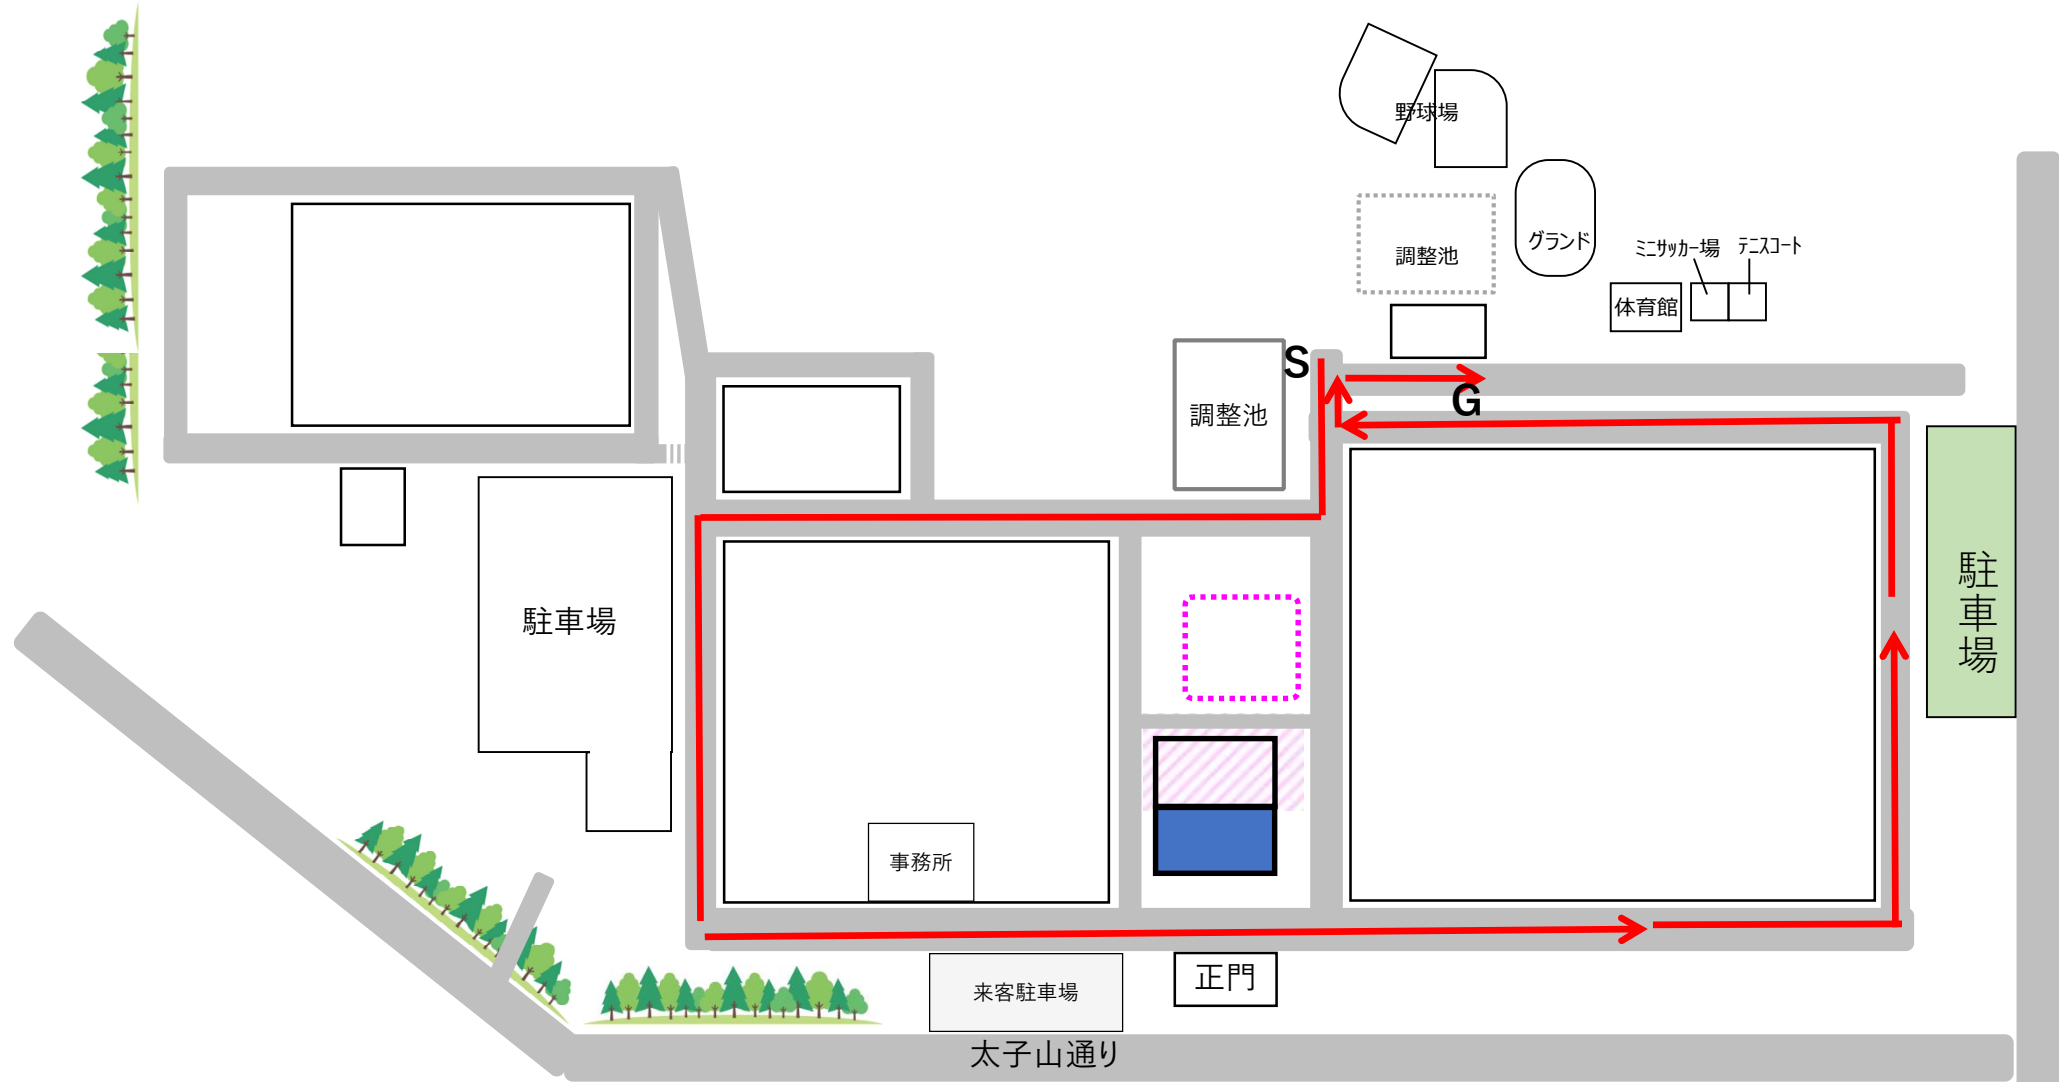 野球場
グランド
ミニサッカー場
テニスコート
調整池
体育館
S
G
調整池
駐車場
駐車場
事務所
正門
来客駐車場
太子山通り